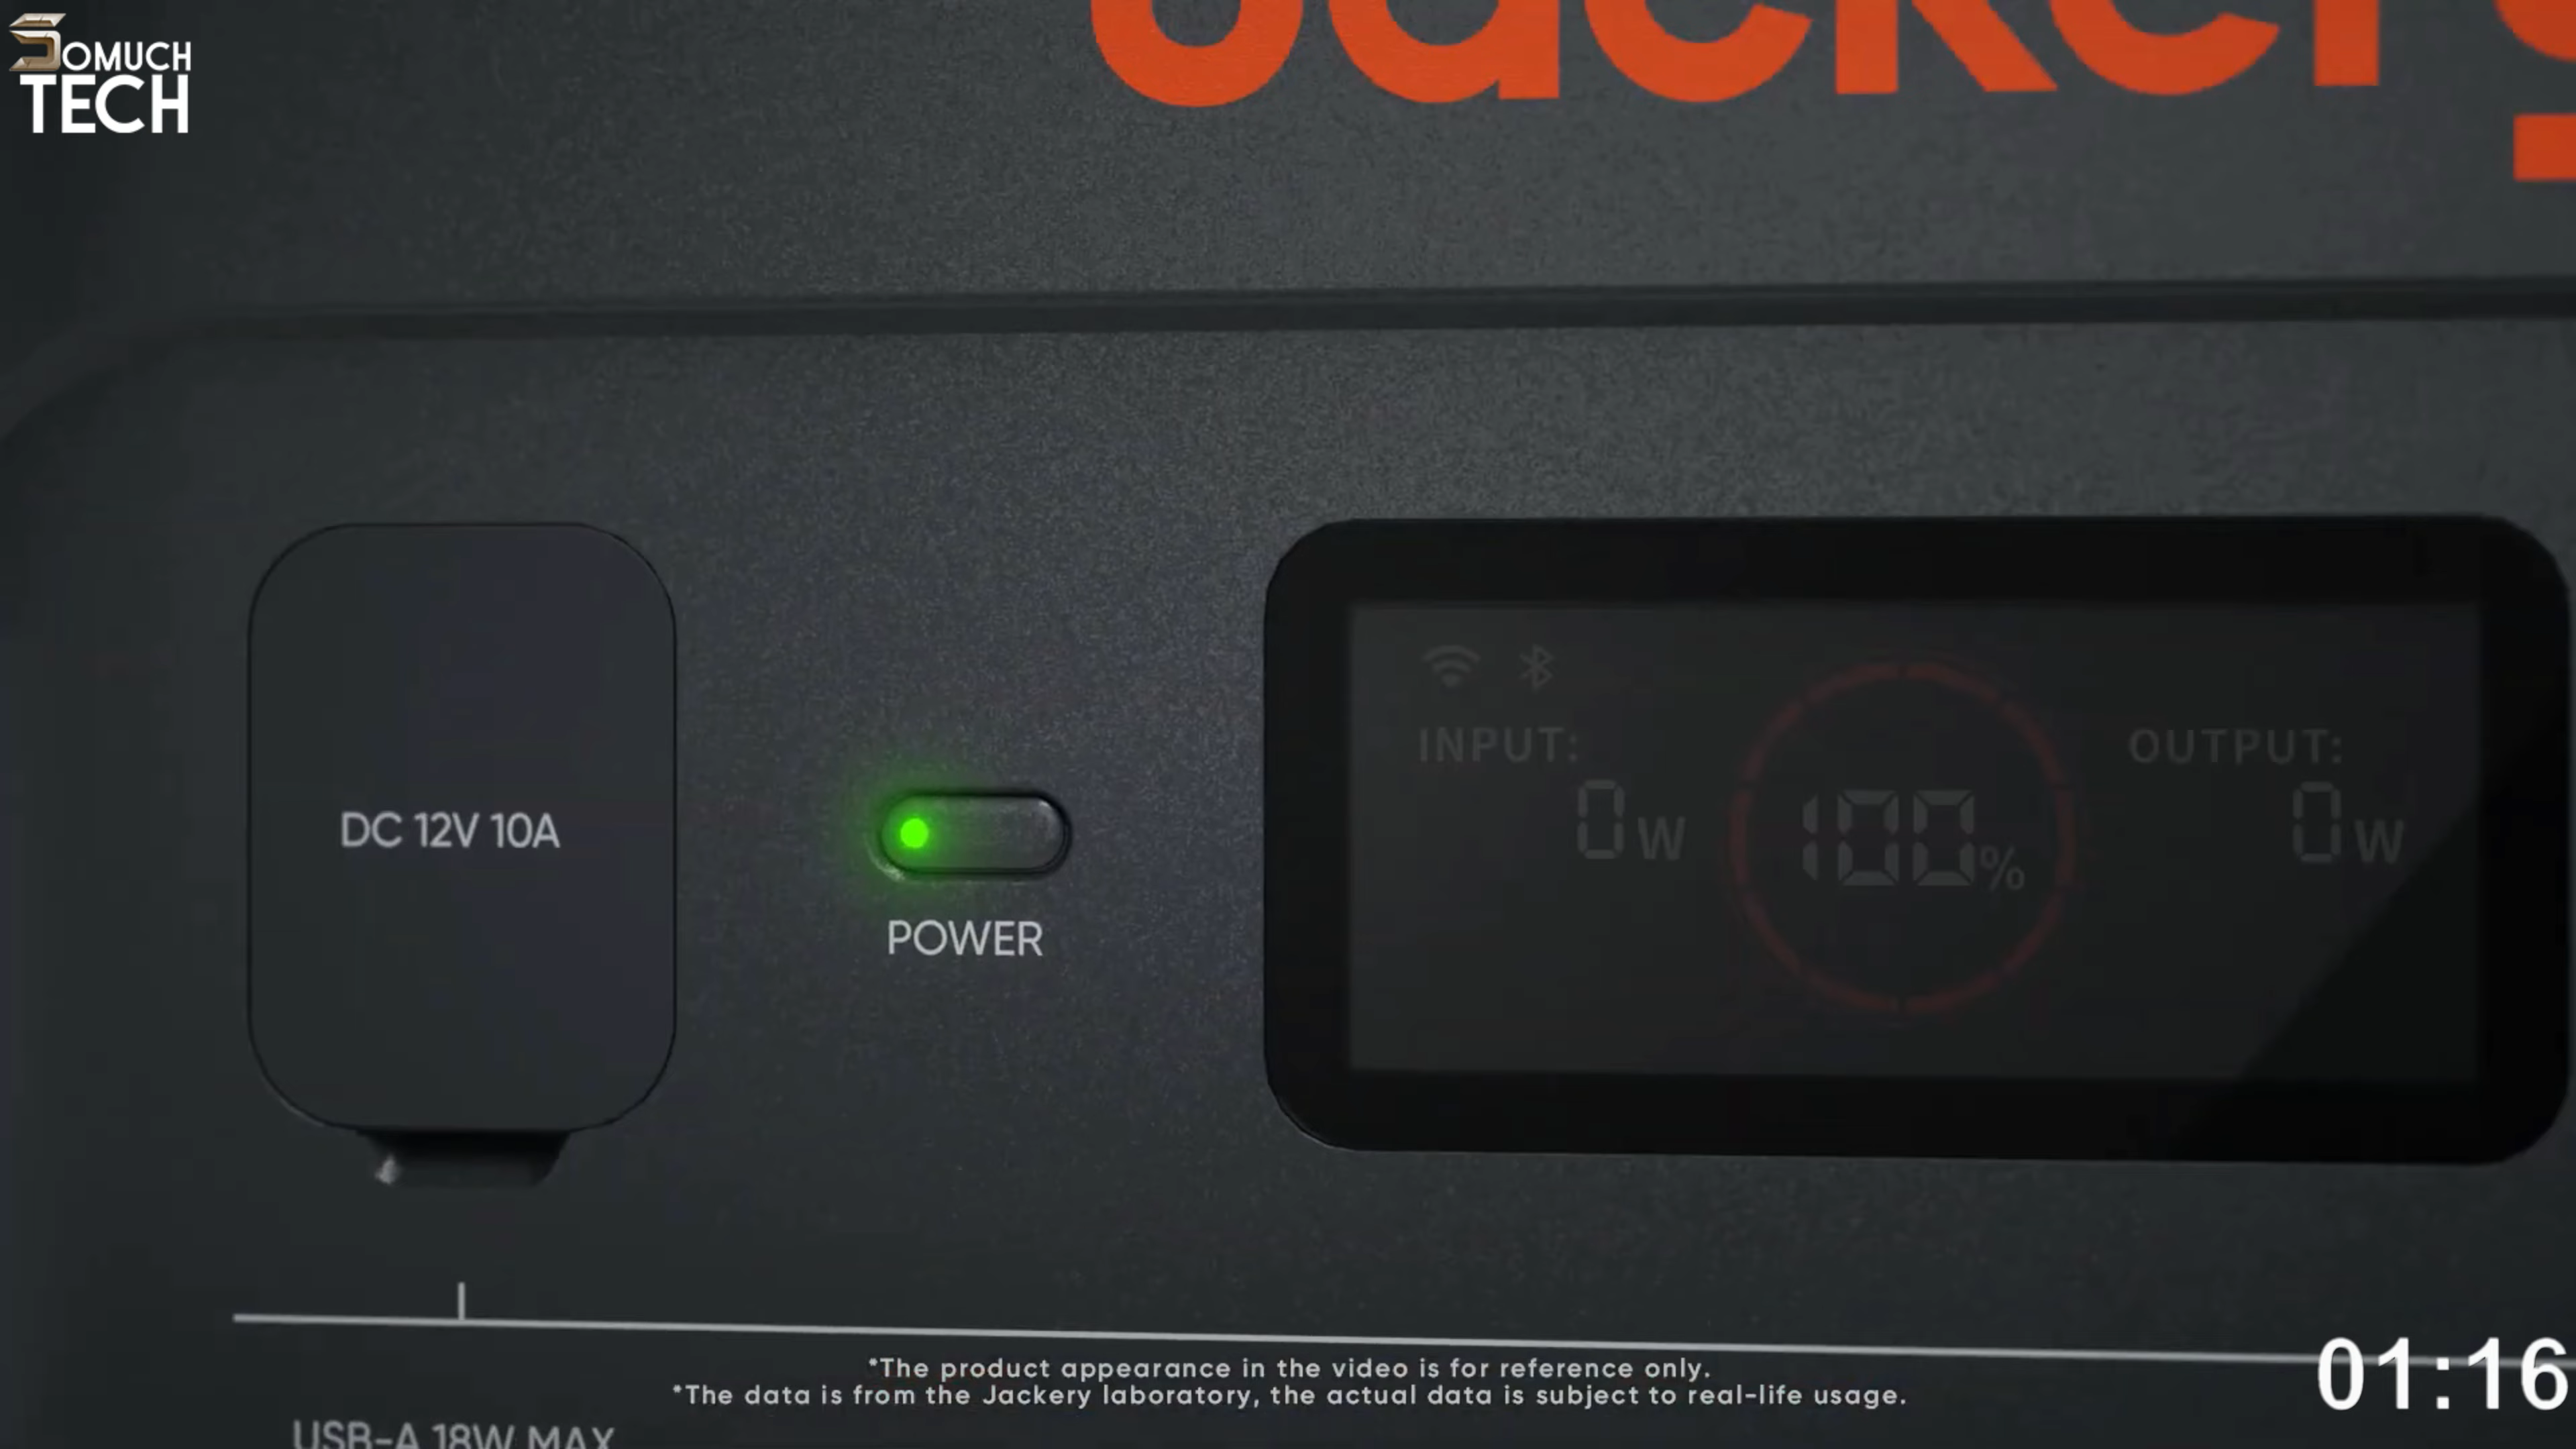 SOMUCH
TECH
Jackery
DC 12V 10A
POWER
INPUT:
0W
100%
OUTPUT:
0W
*The product appearance in the video is for reference only.
*The data is from the Jackery laboratory, the actual data is subject to real-life usage.
01:16
USB-A 18W MAX